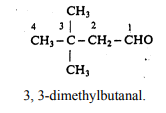 CH₃
4 3 2 1
CH₃–C–CH₂–CHO
CH₃
3, 3-dimethylbutanal.